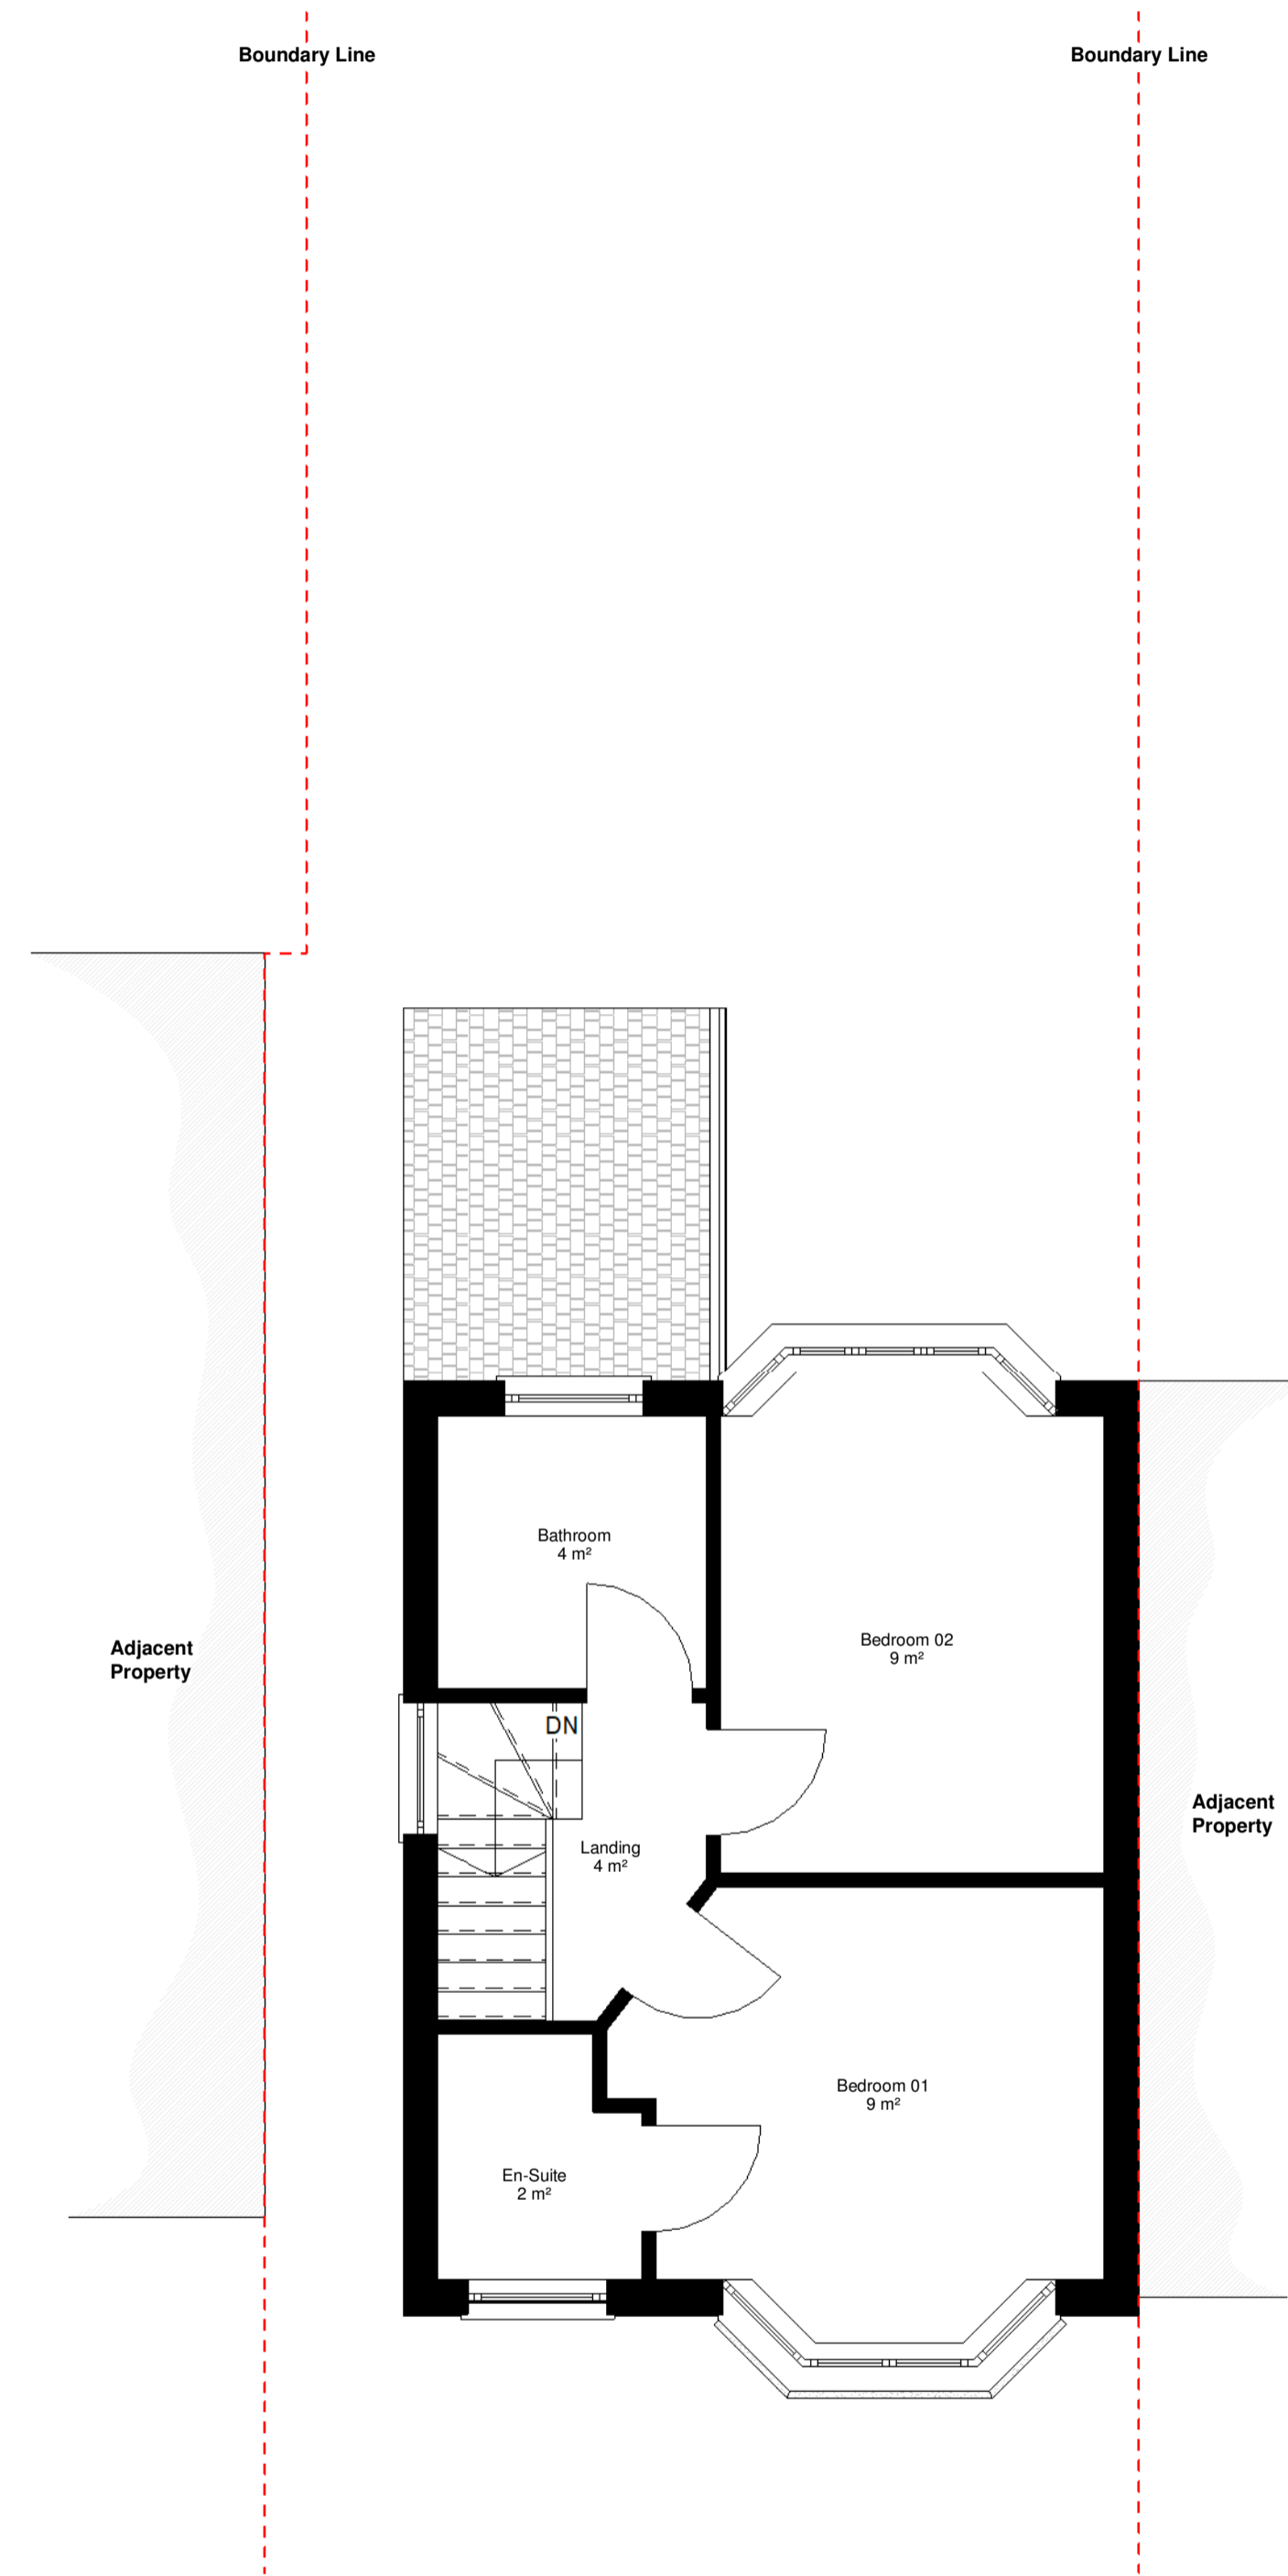 Boundary Line
Boundary Line
Bathroom
4 m²
Bedroom 02
9 m²
Adjacent
Property
DN
Adjacent
Property
Landing
4 m²
Bedroom 01
9 m²
En-Suite
2 m²